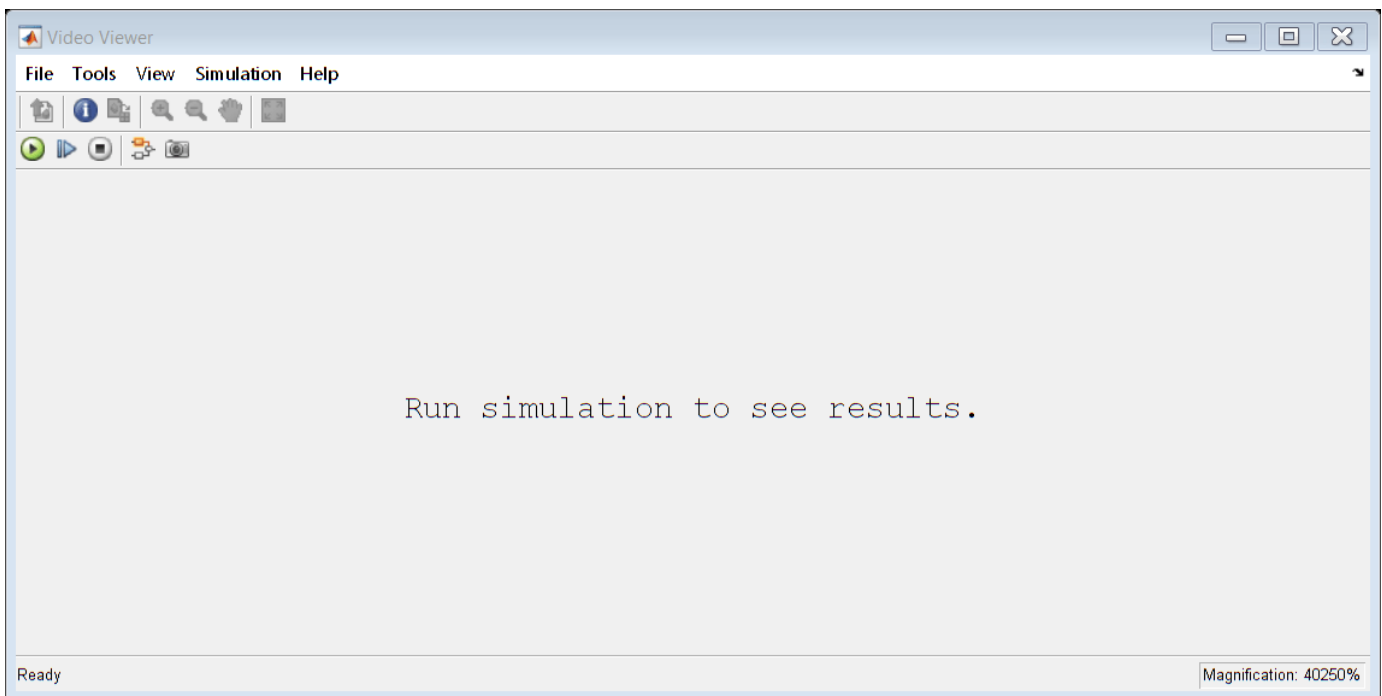 Video Viewer
File Tools View Simulation Help
Run simulation to see results.
Ready Magnification: 40250%